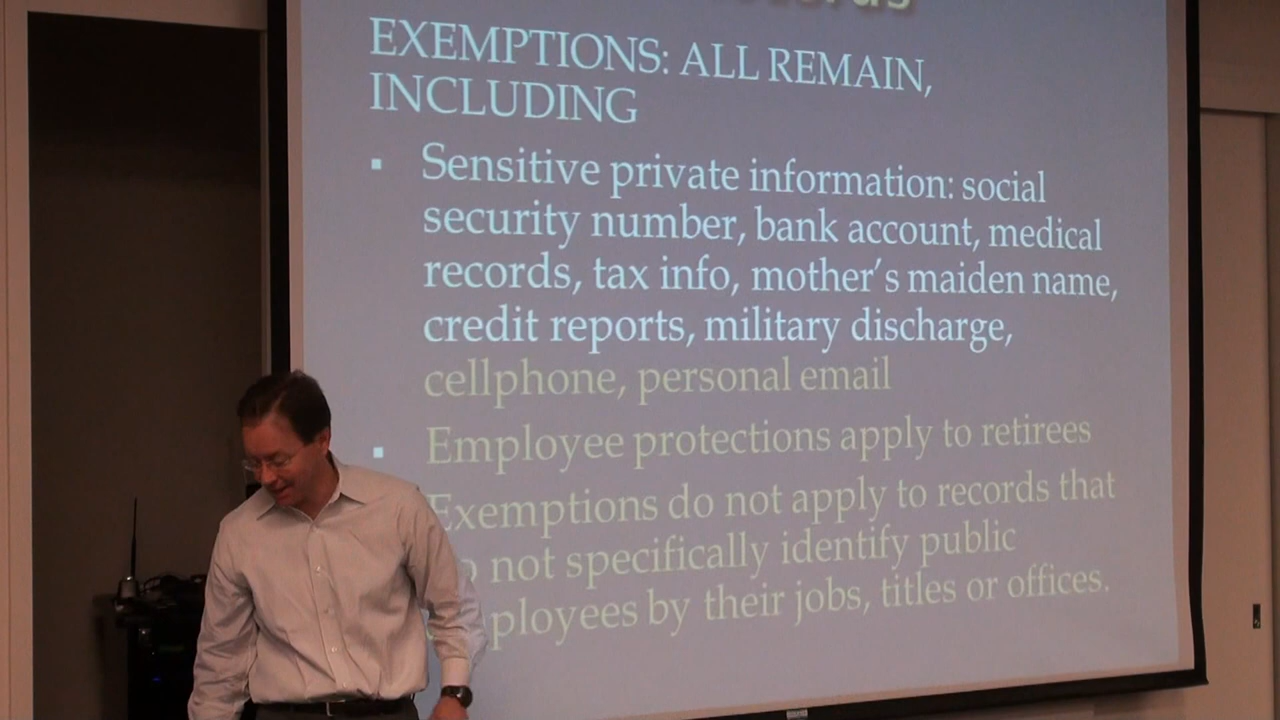 EXEMPTIONS: ALL REMAIN,
INCLUDING
▪ Sensitive private information: social
security number, bank account, medical
records, tax info, mother's maiden name,
credit reports, military discharge,
cellphone, personal email
▪ Employee protections apply to retirees
Exemptions do not apply to records that
not specifically identify public
by their jobs, titles or offices.